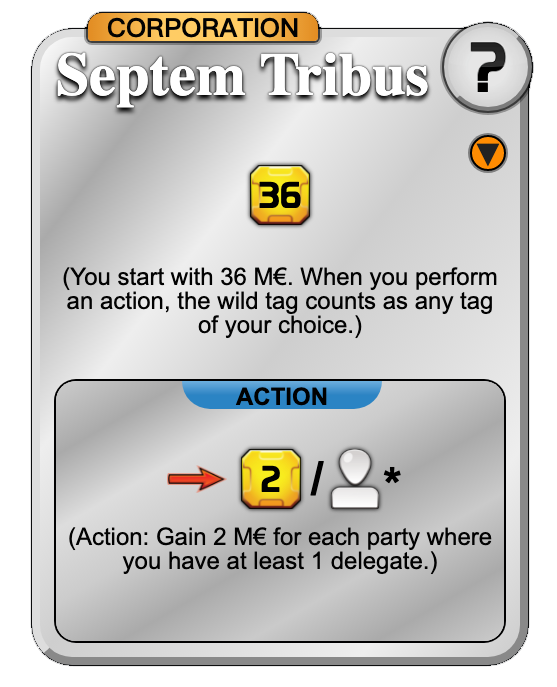 CORPORATION
Septem Tribus
?
36
(You start with 36 M€. When you perform
an action, the wild tag counts as any tag
of your choice.)
ACTION
2 / *
(Action: Gain 2 M€ for each party where
you have at least 1 delegate.)